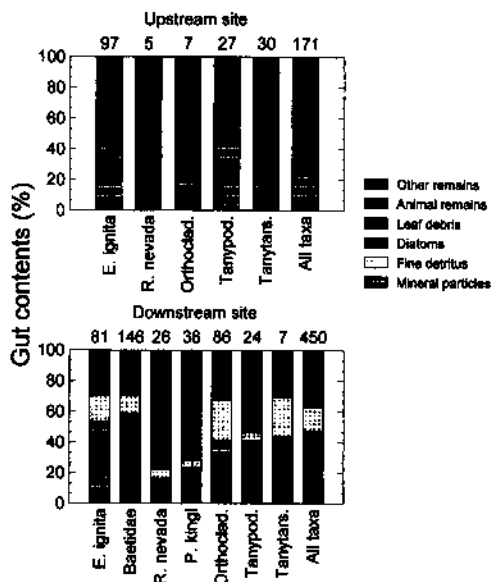 Upstream site
97 5 7 27 30 171
100
80
60
40
20
0
E. ignita
R. nevada
Orthoclad.
Tanypod.
Tanytars.
All taxa
Gut contents (%)
Other remains
Animal remains
Leaf debris
Diatoms
Fine detritus
Mineral particles
Downstream site
81 146 26 36 86 24 7 450
100
80
60
40
20
0
E. ignita
Baetidae
R. nevada
P. kingi
Orthoclad.
Tanypod.
Tanytars.
All taxa